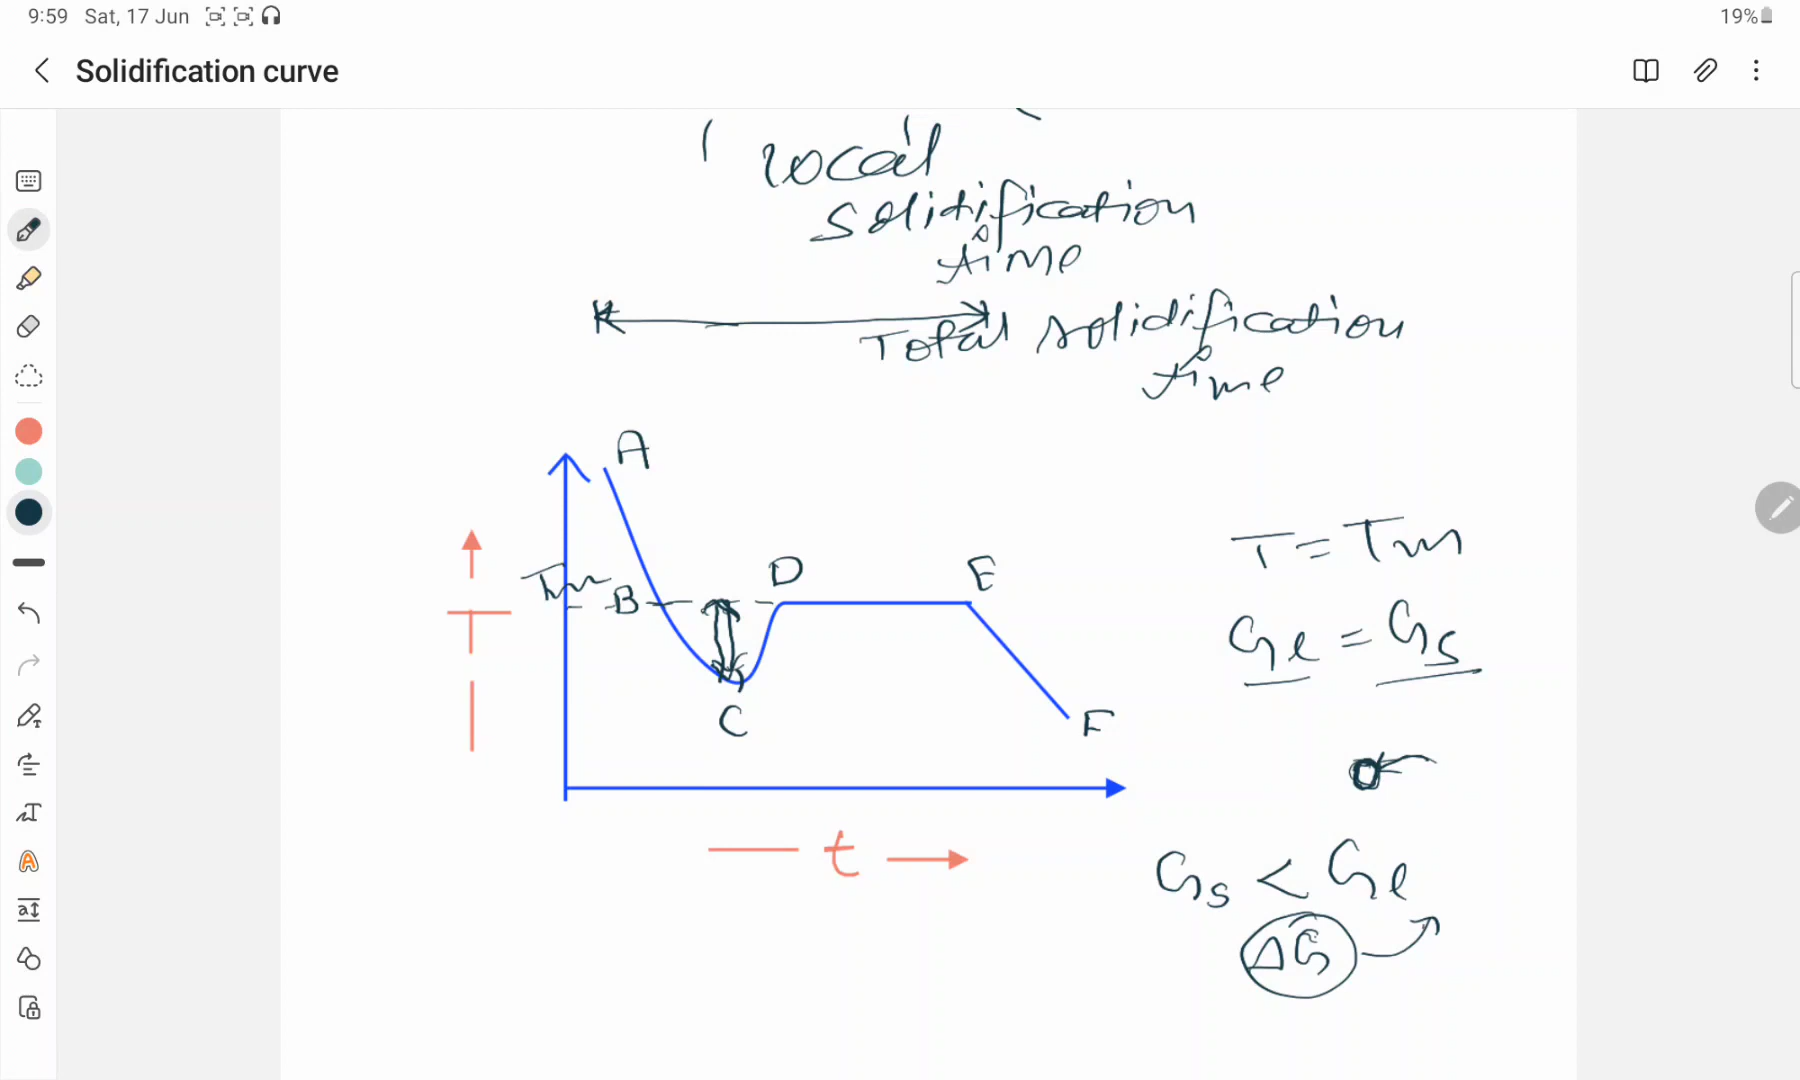 9:59 Sat, 17 Jun
19%
Solidification curve
local
solidification
time
Total solidification
time
A
Tm
B
D
E
T
C
F
t
T = Tm
Gl = Gs
Gs < Gl
ΔG